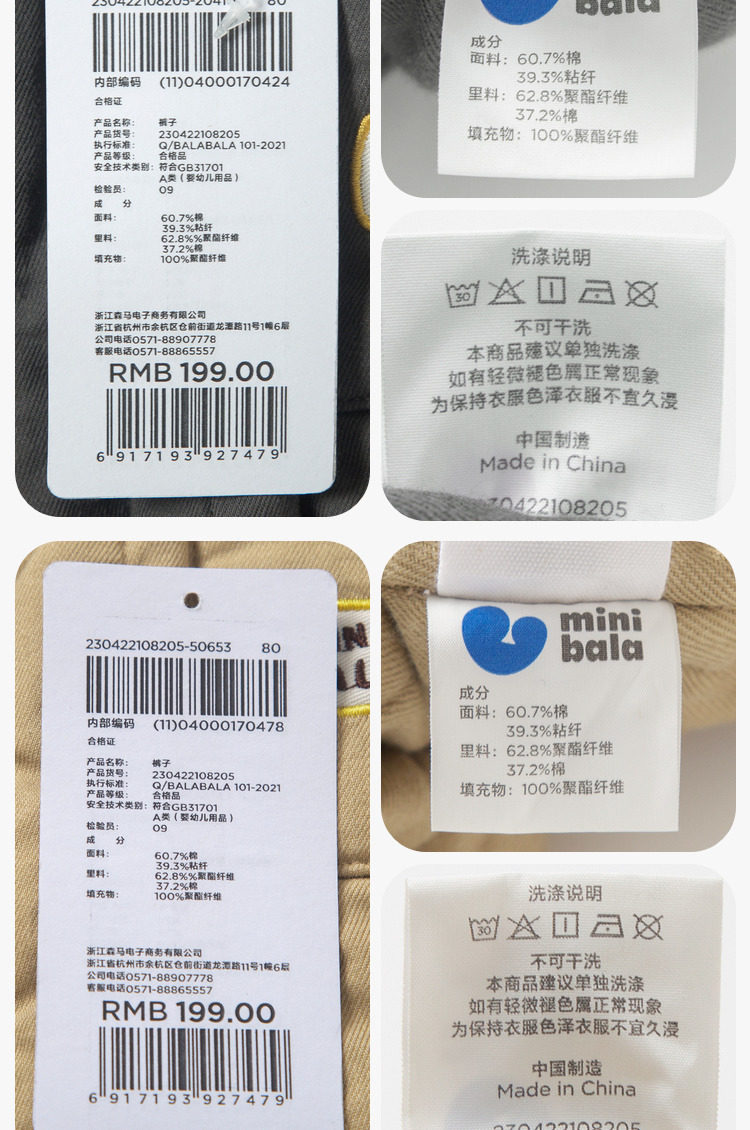 80
内部编码 (11)04000170424
合格证
产品名称: 裤子
产品货号: 230422108205
执行标准: Q/BALABALA 101-2021
产品等级: 合格品
安全技术类别: 符合GB31701
A类(婴幼儿用品)
检验员: 09
成 分
面料: 60.7%棉
39.3%粘纤
里料: 62.8%%聚酯纤维
37.2%棉
填充物: 100%聚酯纤维
浙江森马电子商务有限公司
浙江省杭州市余杭区仓前街道龙潭路11号1幢6层
公司电话0571-88907778
客服电话0571-88865557
RMB 199.00
6 917193 927479
bala
成分
面料: 60.7%棉
39.3%粘纤
里料: 62.8%聚酯纤维
37.2%棉
填充物: 100%聚酯纤维
洗涤说明
30
不可干洗
本商品建议单独洗涤
如有轻微褪色属正常现象
为保持衣服色泽衣服不宜久浸
中国制造
Made in China
230422108205
230422108205-50653 80
内部编码 (11)04000170478
合格证
产品名称: 裤子
产品货号: 230422108205
执行标准: Q/BALABALA 101-2021
产品等级: 合格品
安全技术类别: 符合GB31701
A类(婴幼儿用品)
检验员: 09
成 分
面料: 60.7%棉
39.3%粘纤
里料: 62.8%%聚酯纤维
37.2%棉
填充物: 100%聚酯纤维
浙江森马电子商务有限公司
浙江省杭州市余杭区仓前街道龙潭路11号1幢6层
公司电话0571-88907778
客服电话0571-88865557
RMB 199.00
6 917193 927479
mini
bala
成分
面料: 60.7%棉
39.3%粘纤
里料: 62.8%聚酯纤维
37.2%棉
填充物: 100%聚酯纤维
洗涤说明
30
不可干洗
本商品建议单独洗涤
如有轻微褪色属正常现象
为保持衣服色泽衣服不宜久浸
中国制造
Made in China
230422108205